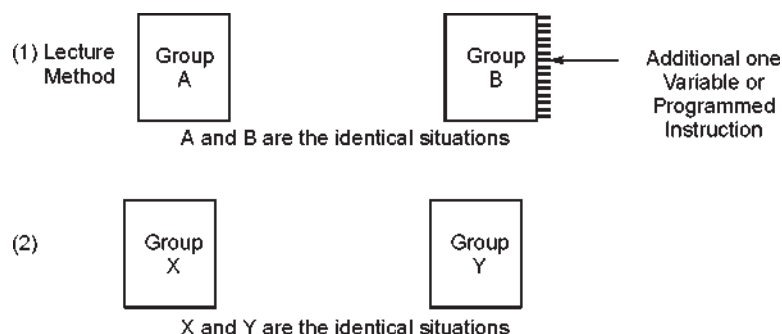 (1) Lecture
Method
Group
A
Group
B
Additional one
Variable or
Programmed
Instruction
A and B are the identical situations
(2)
Group
X
Group
Y
X and Y are the identical situations